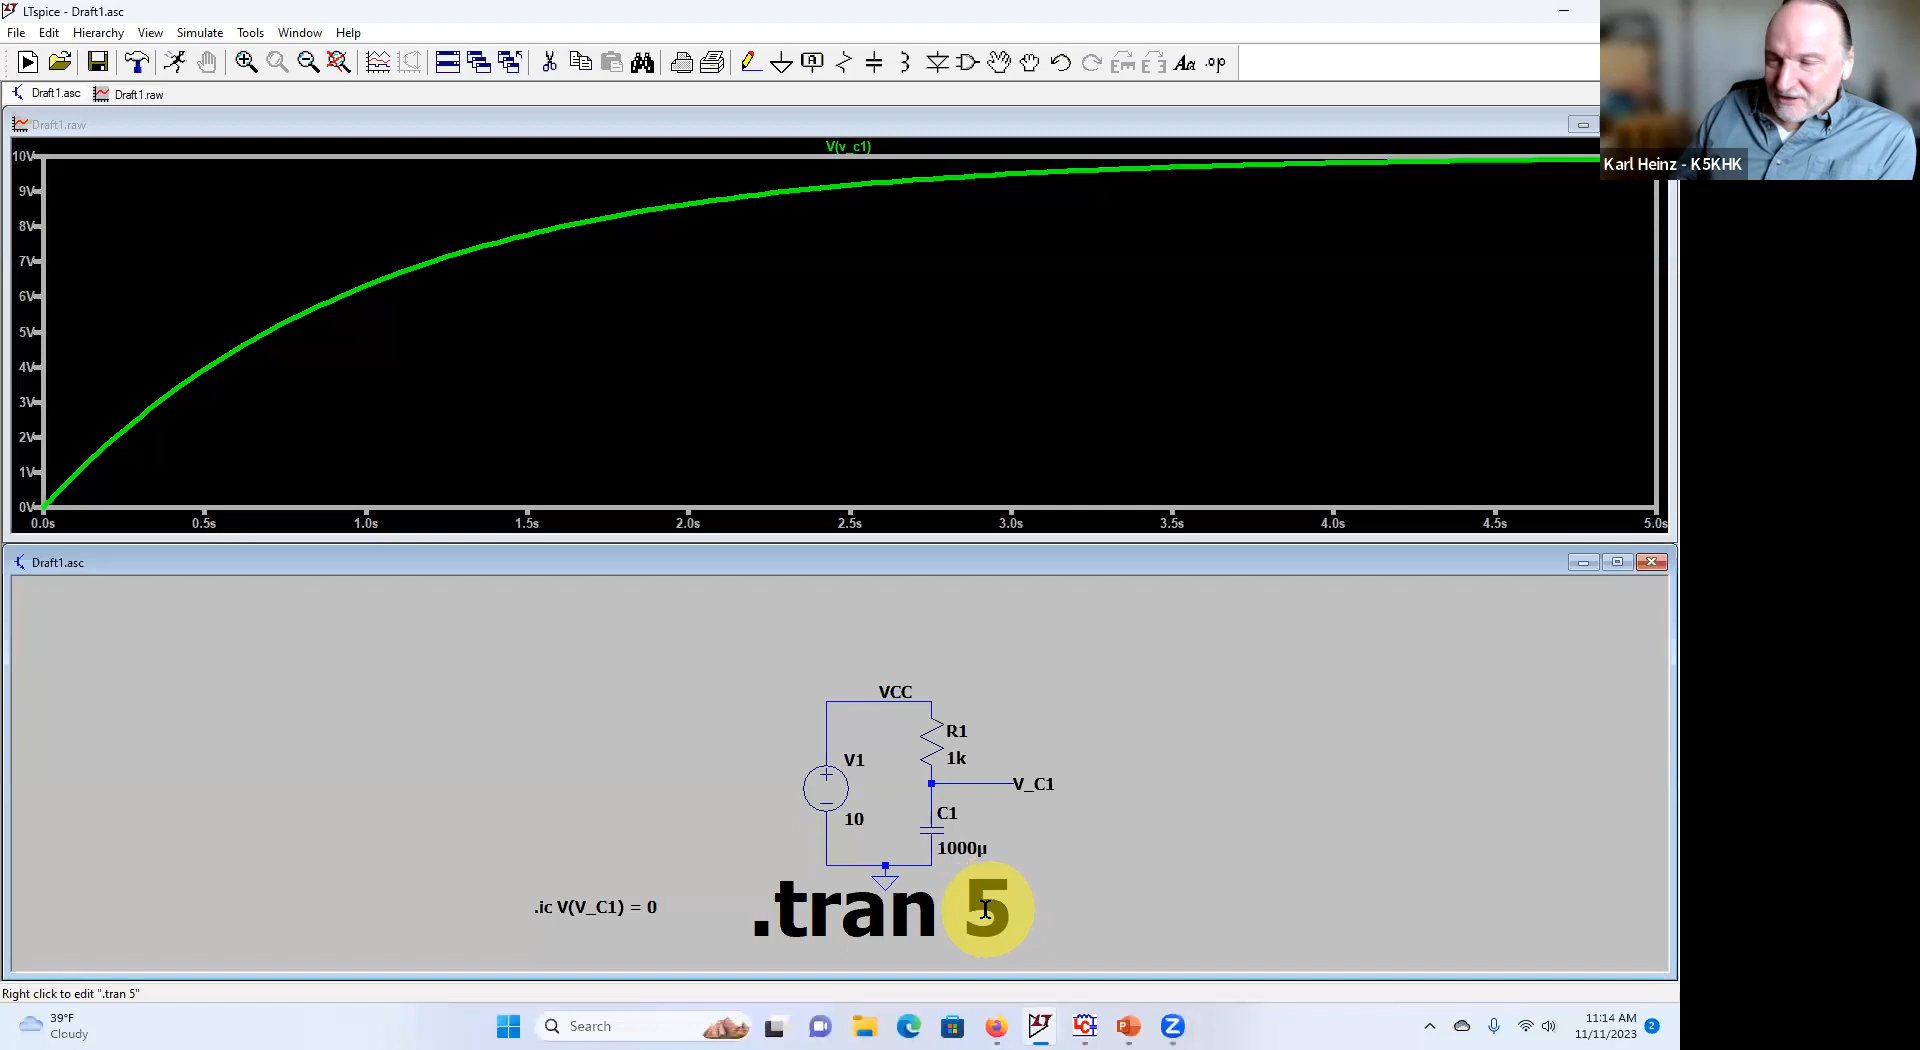 LTspice - Draft1.asc
File Edit Hierarchy View Simulate Tools Window Help
.op
Draft1.asc Draft1.raw
Draft1.raw
V(v_c1)
10V
9V
8V
7V
6V
5V
4V
3V
2V
1V
0V
0.0s 0.5s 1.0s 1.5s 2.0s 2.5s 3.0s 3.5s 4.0s 4.5s 5.0s
Karl Heinz - K5KHK
Draft1.asc
VCC
R1
1k
V1
10
V_C1
C1
1000µ
.ic V(V_C1) = 0
.tran 5
Right click to edit ".tran 5"
39°F
Cloudy
Search
11:14 AM
11/11/2023
2